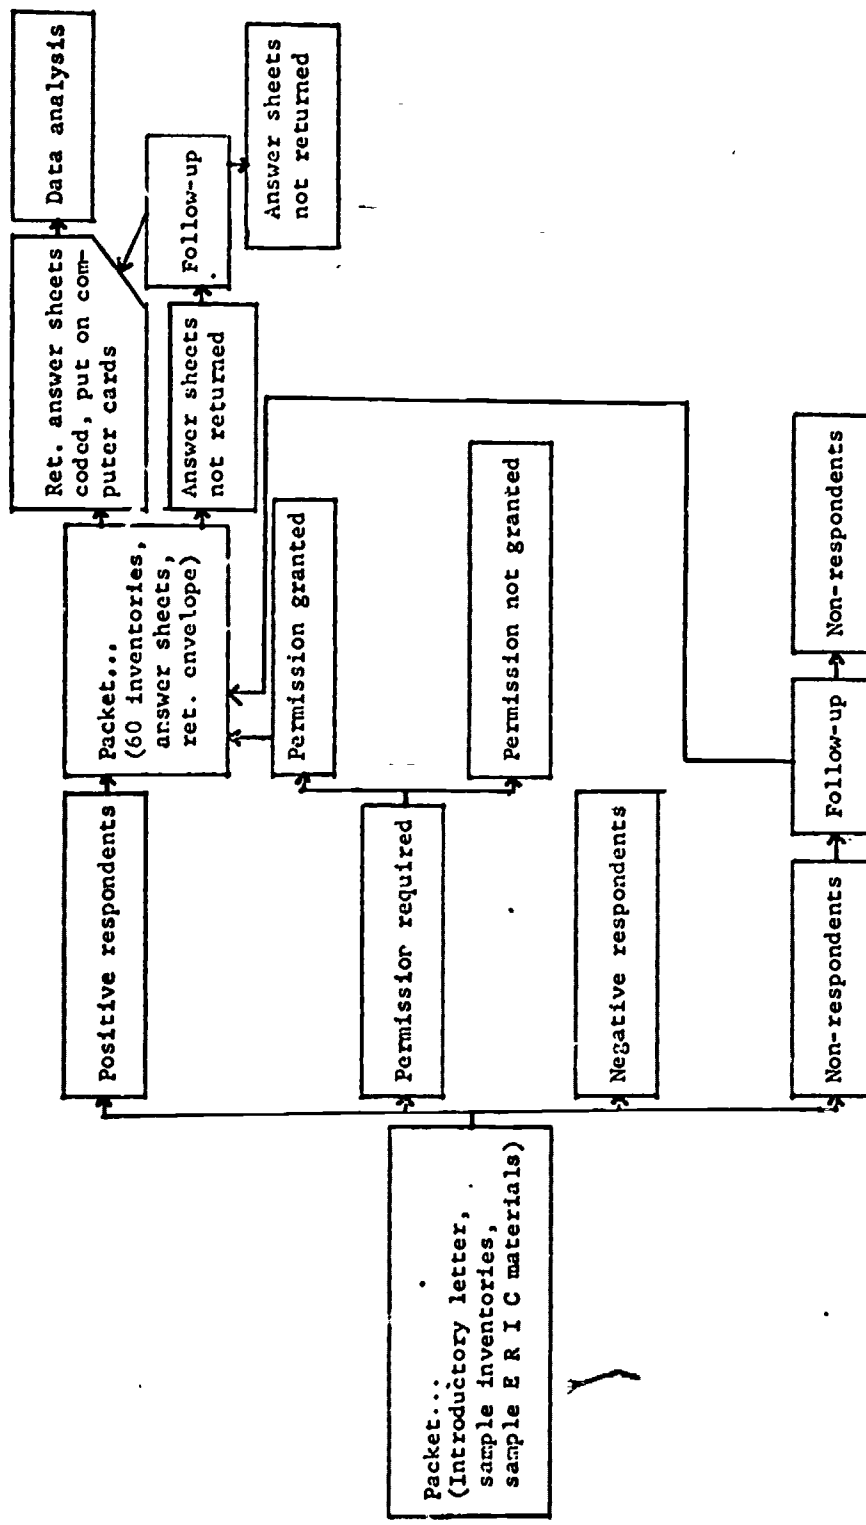 Packet...
(Introductory letter,
sample inventories,
sample E R I C materials)
Positive respondents
Permission required
Negative respondents
Non-respondents
Packet...
(60 inventories,
answer sheets,
ret. envelope)
Permission granted
Permission not granted
Follow-up
Non-respondents
Ret. answer sheets
coded, put on com-
puter cards
Answer sheets
not returned
Data analysis
Follow-up
Answer sheets
not returned